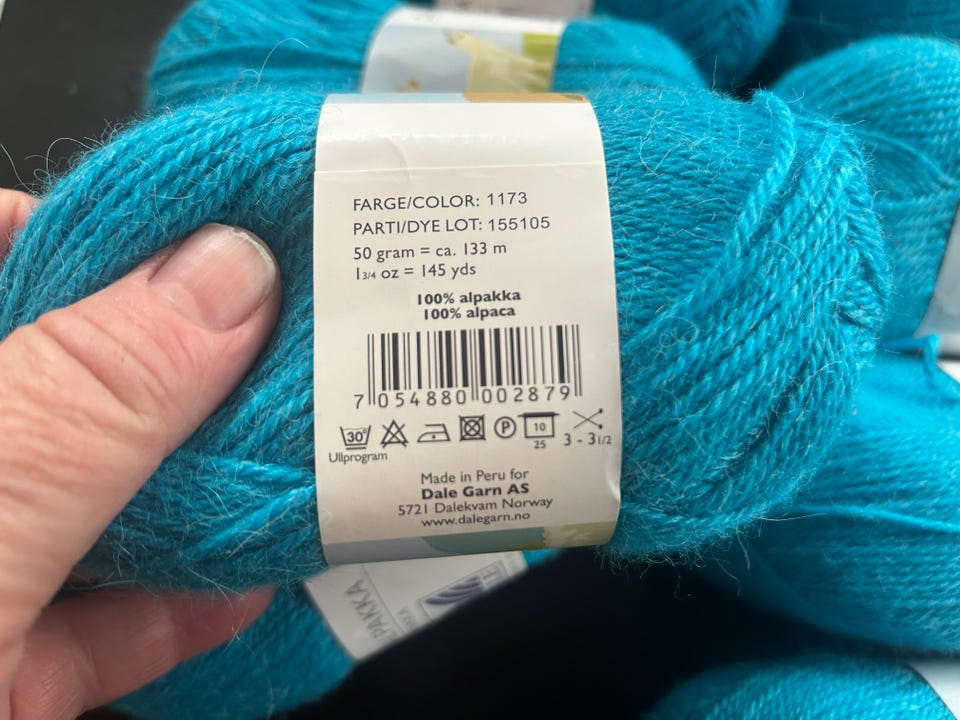 FARGE/COLOR: 1173
PARTI/DYE LOT: 155105
50 gram = ca. 133 m
1 3/4 oz = 145 yds
100% alpakka
100% alpaca
7 054880 002879
30° P 10 3 - 3 1/2
25
Ullprogram
Made in Peru for
Dale Garn AS
5721 Dalekvam Norway
www.dalegarn.no
PAKKA